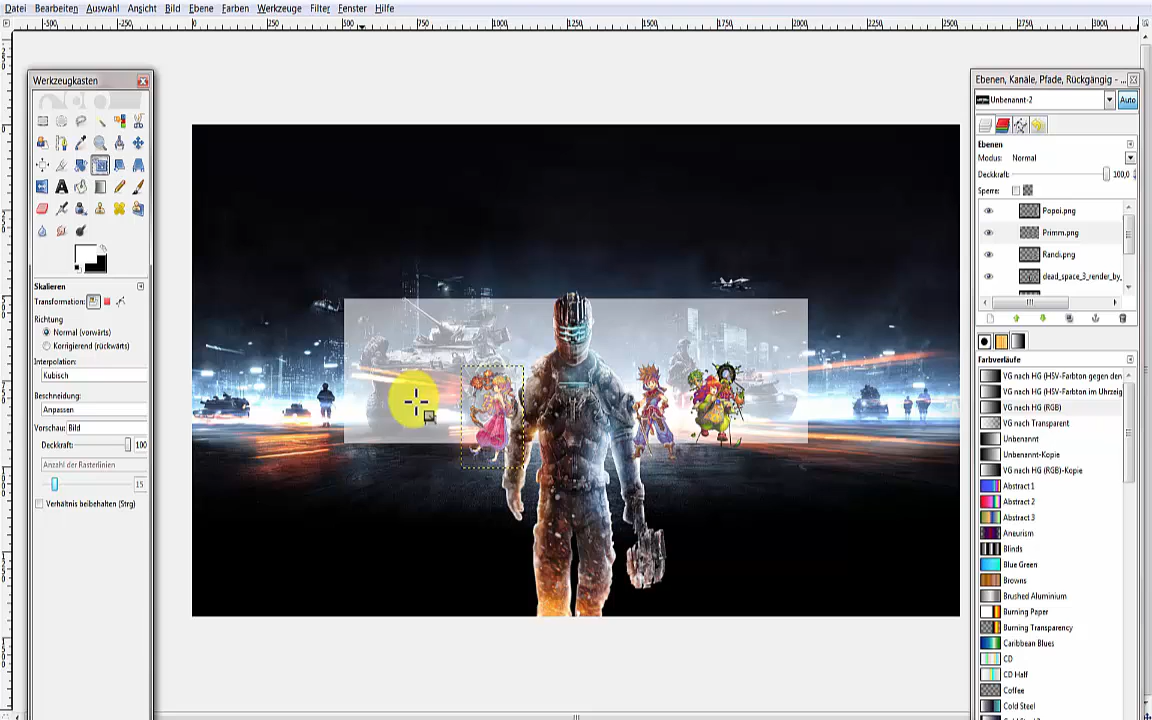 Datei Bearbeiten Auswahl Ansicht Bild Ebene Farben Werkzeuge Filter Fenster Hilfe
Werkzeugkasten
Skalieren
Transformation:
Richtung
Normal (vorwärts)
Korrigierend (rückwärts)
Interpolation:
Kubisch
Beschneidung:
Anpassen
Vorschau: Bild
Deckkraft: 100
Anzahl der Rasterlinien
15
Verhältnis beibehalten (Strg)
Ebenen, Kanäle, Pfade, Rückgängig - ...
Unbenannt-2 Auto
Ebenen
Modus: Normal
Deckkraft: 100,0
Sperre:
Popoi.png
Primm.png
Randi.png
dead_space_3_render_by_
Farbverläufe
VG nach HG (HSV-Farbton gegen den
VG nach HG (HSV-Farbton im Uhrzeig
VG nach HG (RGB)
VG nach Transparent
Unbenannt
Unbenannt-Kopie
VG nach HG (RGB)-Kopie
Abstract 1
Abstract 2
Abstract 3
Aneurism
Blinds
Blue Green
Browns
Brushed Aluminium
Burning Paper
Burning Transparency
Caribbean Blues
CD
CD Half
Coffee
Cold Steel